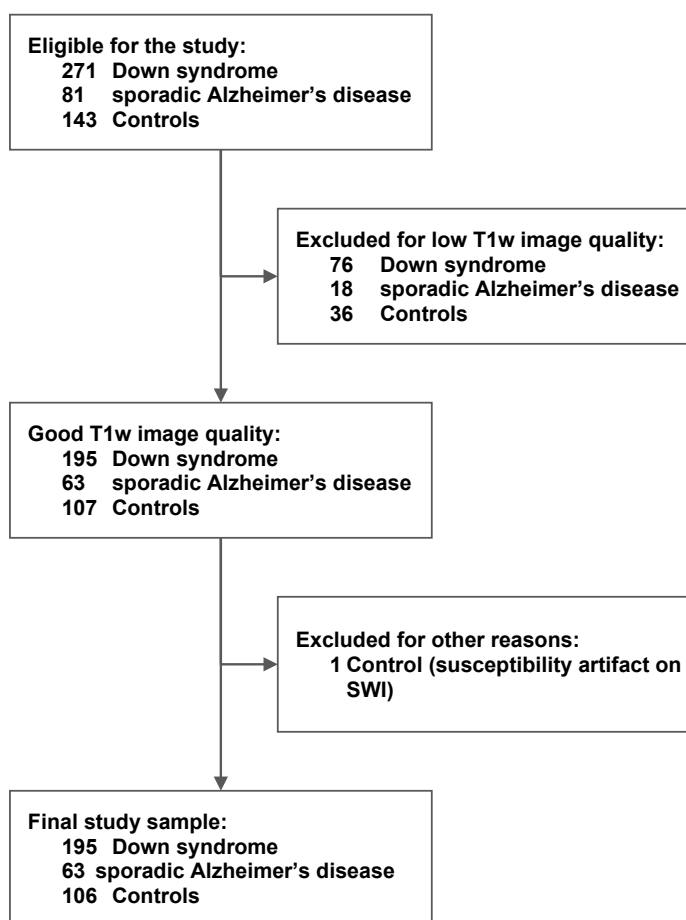 Eligible for the study:
271 Down syndrome
81 sporadic Alzheimer’s disease
143 Controls
Excluded for low T1w image quality:
76 Down syndrome
18 sporadic Alzheimer’s disease
36 Controls
Good T1w image quality:
195 Down syndrome
63 sporadic Alzheimer’s disease
107 Controls
Excluded for other reasons:
1 Control (susceptibility artifact on
SWI)
Final study sample:
195 Down syndrome
63 sporadic Alzheimer’s disease
106 Controls